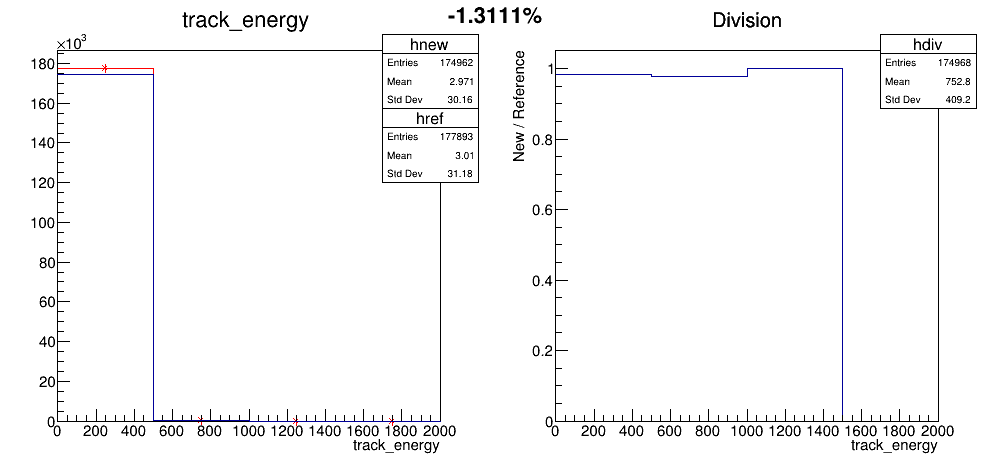 track_energy
-1.3111%
Division
×10³
180
160
140
120
100
80
60
40
20
0
0 200 400 600 800 1000 1200 1400 1600 1800 2000
track_energy
hnew
Entries 174962
Mean 2.971
Std Dev 30.16
href
Entries 177893
Mean 3.01
Std Dev 31.18
New / Reference
1
0.8
0.6
0.4
0.2
0
0 200 400 600 800 1000 1200 1400 1600 1800 2000
track_energy
hdiv
Entries 174968
Mean 752.8
Std Dev 409.2